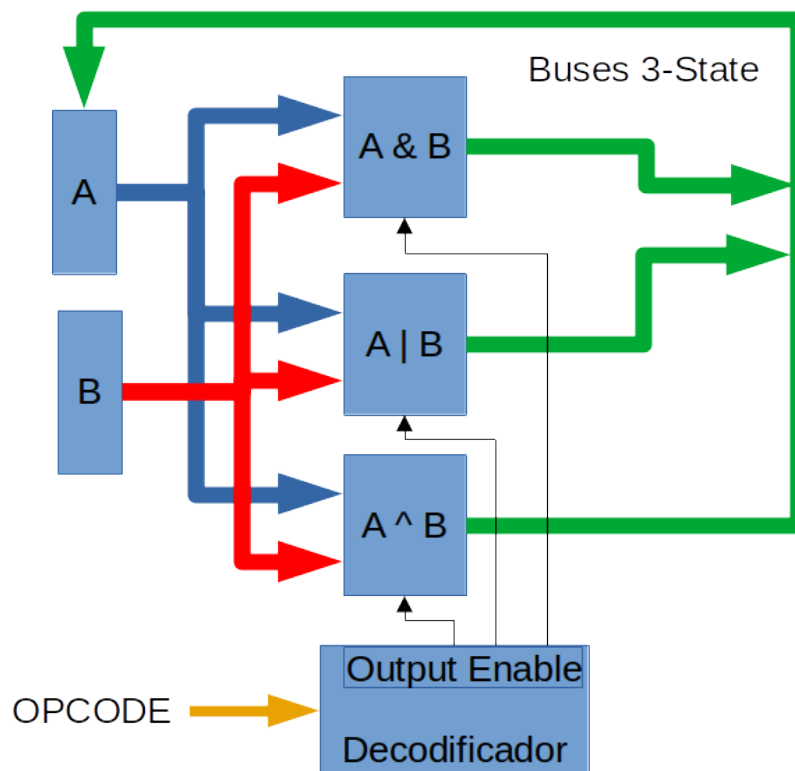 Buses 3-State
A & B
A
A | B
B
A ^ B
Output Enable
OPCODE
Decodificador